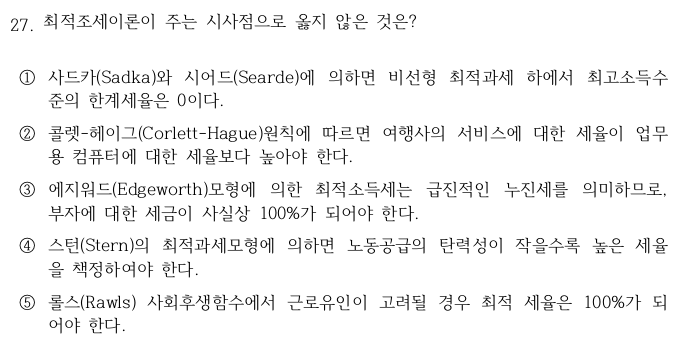 27. 최적조세이론이 주는 시사점으로 옳지 않은 것은?
① 사드카(Sadka)와 시어드(Searde)에 의하면 비선형 최적과세 하에서 최고소득수
준의 한계세율은 0이다.
② 콜렛-헤이그(Corlett-Hague)원칙에 따르면 여행사의 서비스에 대한 세율이 업무
용 컴퓨터에 대한 세율보다 높아야 한다.
③ 에지워드(Edgeworth)모형에 의한 최적소득세는 급진적인 누진세를 의미하므로,
부자에 대한 세금이 사실상 100%가 되어야 한다.
④ 스턴(Stern)의 최적과세모형에 의하면 노동공급의 탄력성이 작을수록 높은 세율
을 책정하여야 한다.
⑤ 롤스(Rawls) 사회후생함수에서 근로유인이 고려될 경우 최적 세율은 100%가 되
어야 한다.